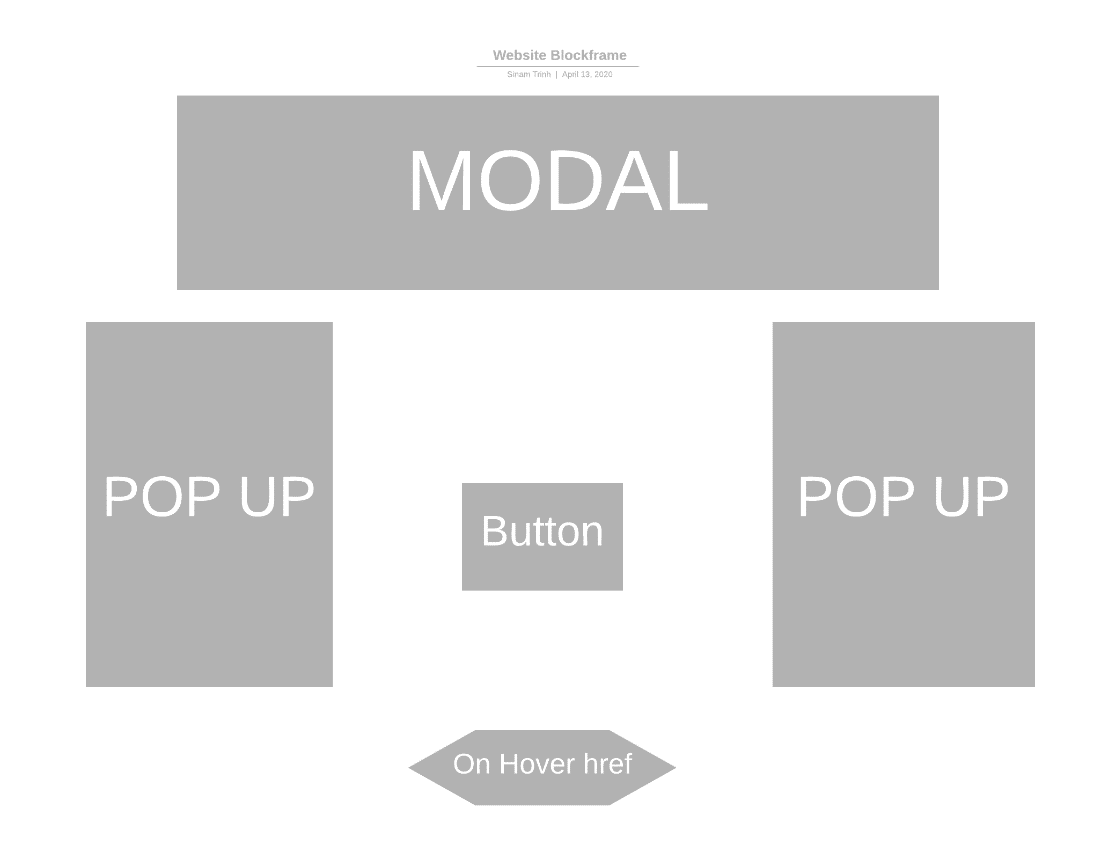 Website Blockframe
Sinam Trinh | April 13, 2020
MODAL
POP UP
Button
POP UP
On Hover href